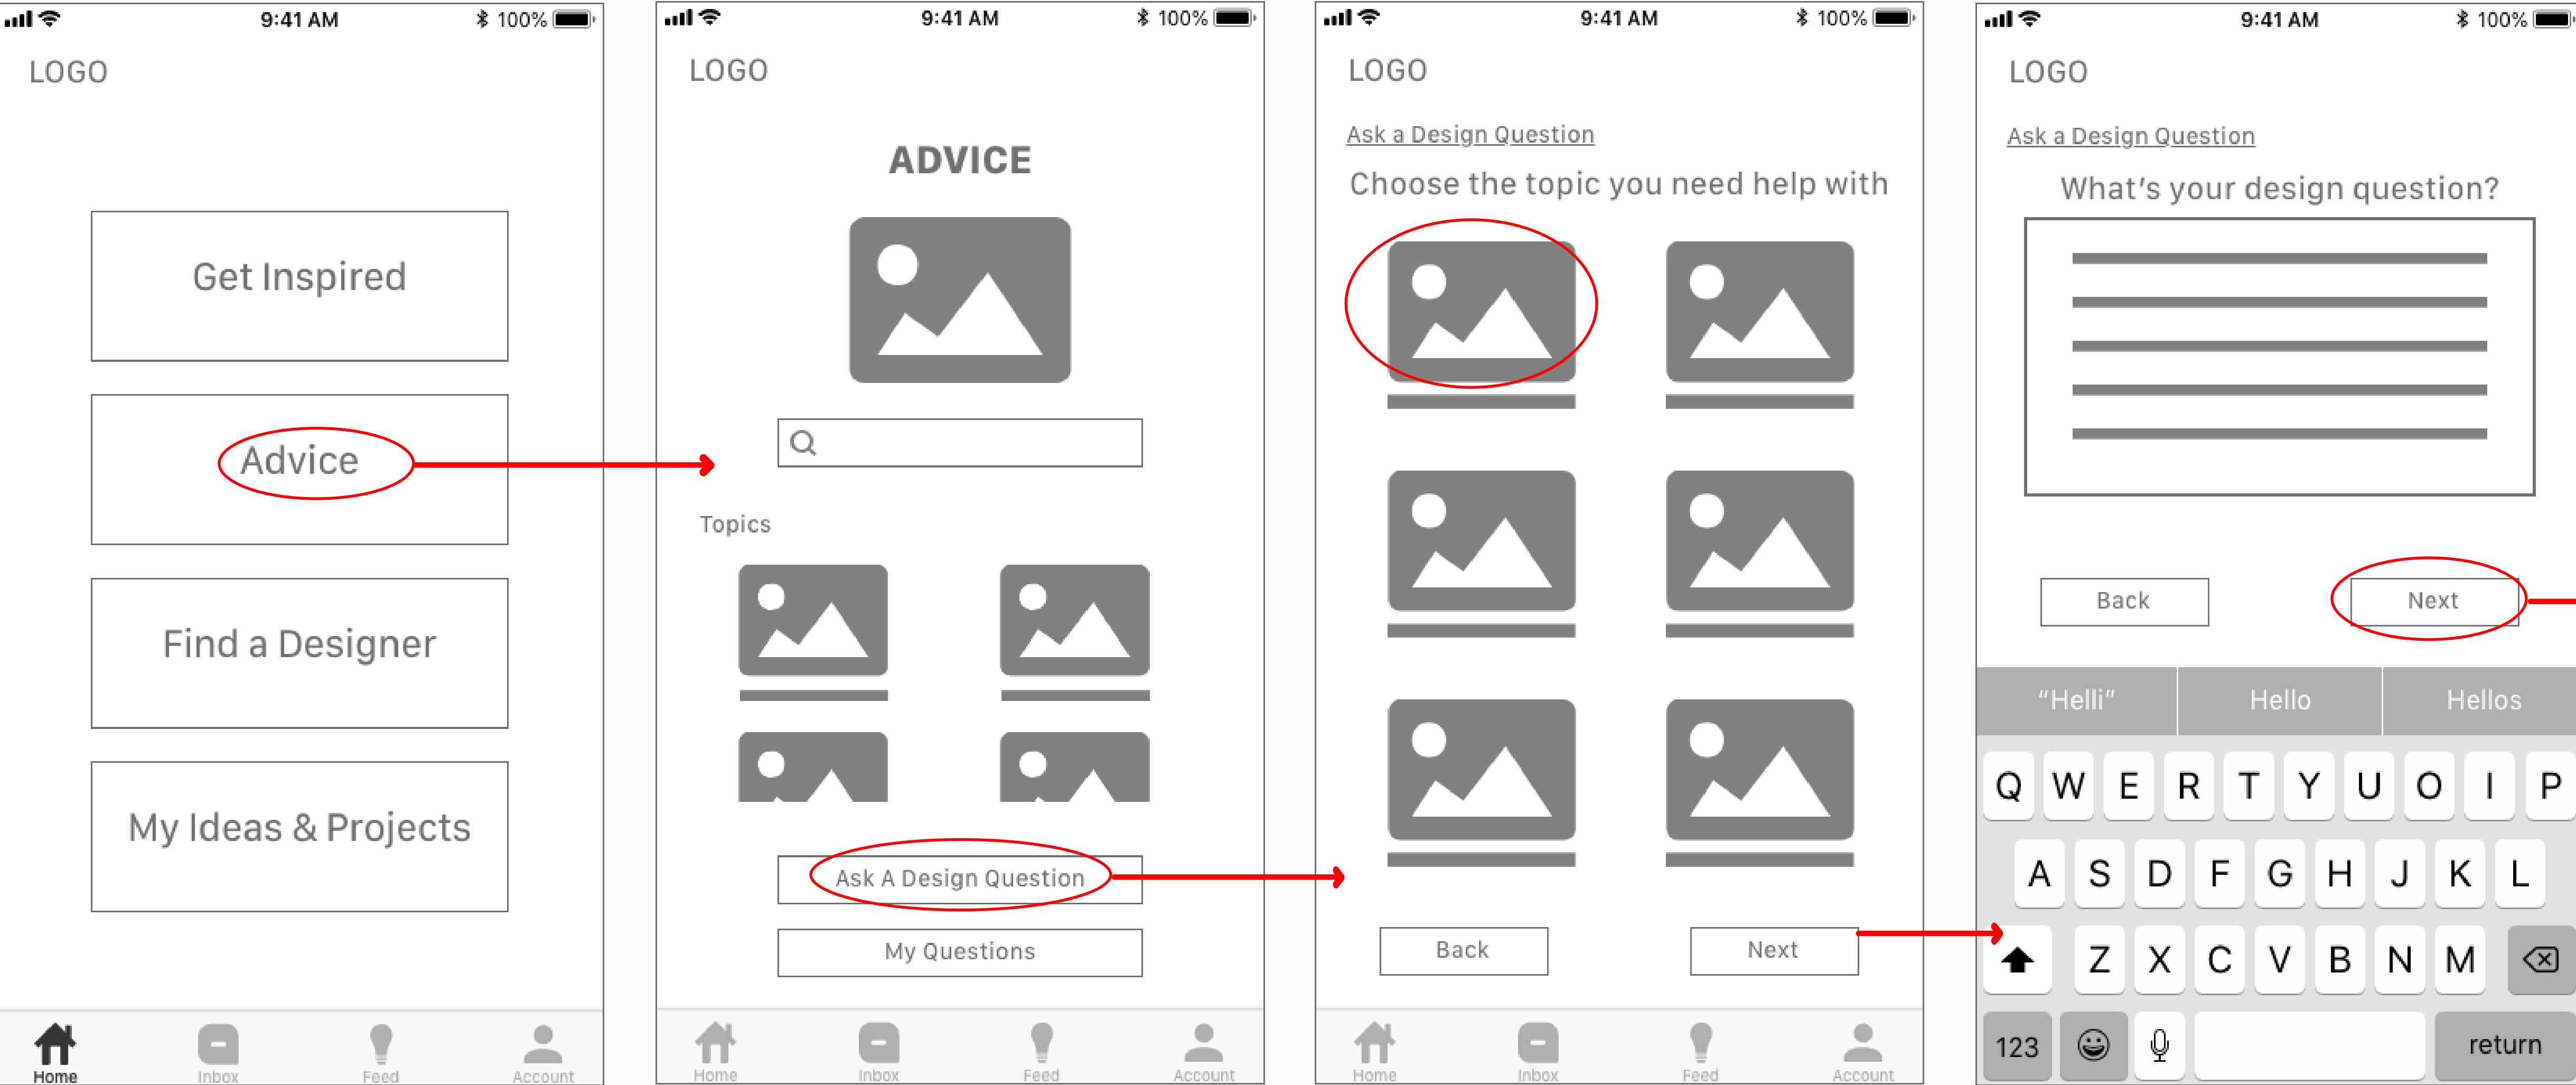 9:41 AM
100%
LOGO
Get Inspired
Advice
Find a Designer
My Ideas & Projects
Home
Inbox
Feed
Account
9:41 AM
100%
LOGO
ADVICE
Topics
Ask A Design Question
My Questions
Home
Inbox
Feed
Account
9:41 AM
100%
LOGO
Ask a Design Question
Choose the topic you need help with
Back
Next
Home
Inbox
Feed
Account
9:41 AM
100%
LOGO
Ask a Design Question
What's your design question?
Back
Next
“Helli” Hello Hellos
Q W E R T Y U O I P
A S D F G H J K L
Z X C V B N M
123 return